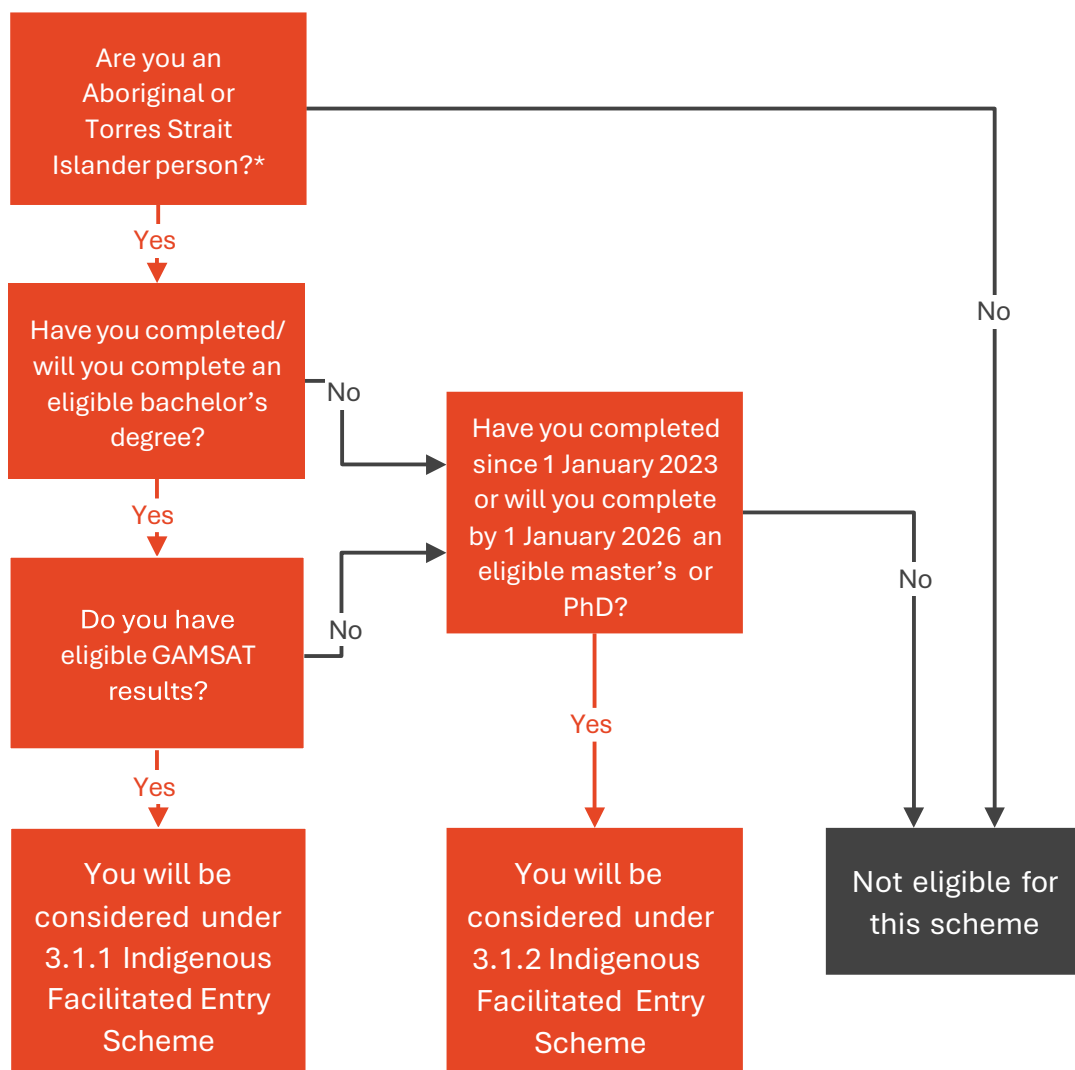 Are you an
Aboriginal or
Torres Strait
Islander person?*
Yes
No
Have you completed/
will you complete an
eligible bachelor's
degree?
No
Yes
Have you completed
since 1 January 2023
or will you complete
by 1 January 2026 an
eligible master's or
PhD?
No
Do you have
eligible GAMSAT
results?
No
Yes
Yes
You will be
considered under
3.1.1 Indigenous
Facilitated Entry
Scheme
You will be
considered under
3.1.2 Indigenous
Facilitated Entry
Scheme
Not eligible for
this scheme